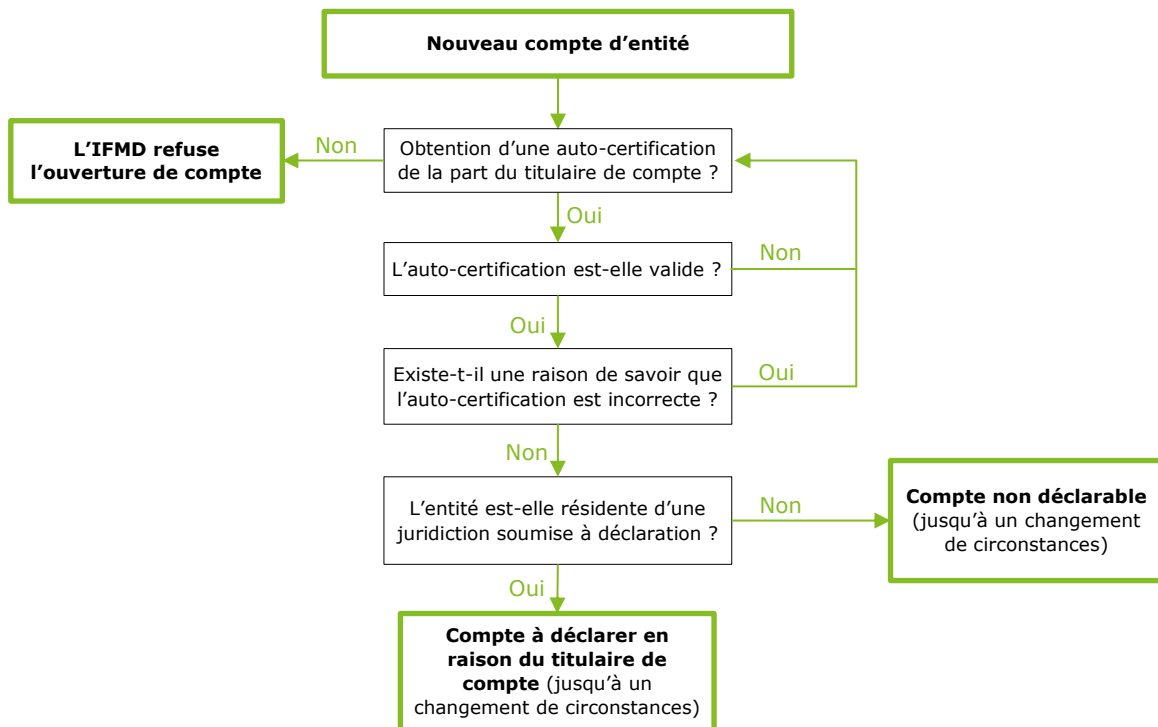 Nouveau compte d’entité
L’IFMD refuse
l’ouverture de compte
Non
Obtention d’une auto-certification
de la part du titulaire de compte ?
Oui
L’auto-certification est-elle valide ?
Non
Oui
Existe-t-il une raison de savoir que
l’auto-certification est incorrecte ?
Oui
Non
L’entité est-elle résidente d’une
juridiction soumise à déclaration ?
Non
Compte non déclarable
(jusqu’à un changement
de circonstances)
Oui
Compte à déclarer en
raison du titulaire de
compte (jusqu’à un
changement de circonstances)